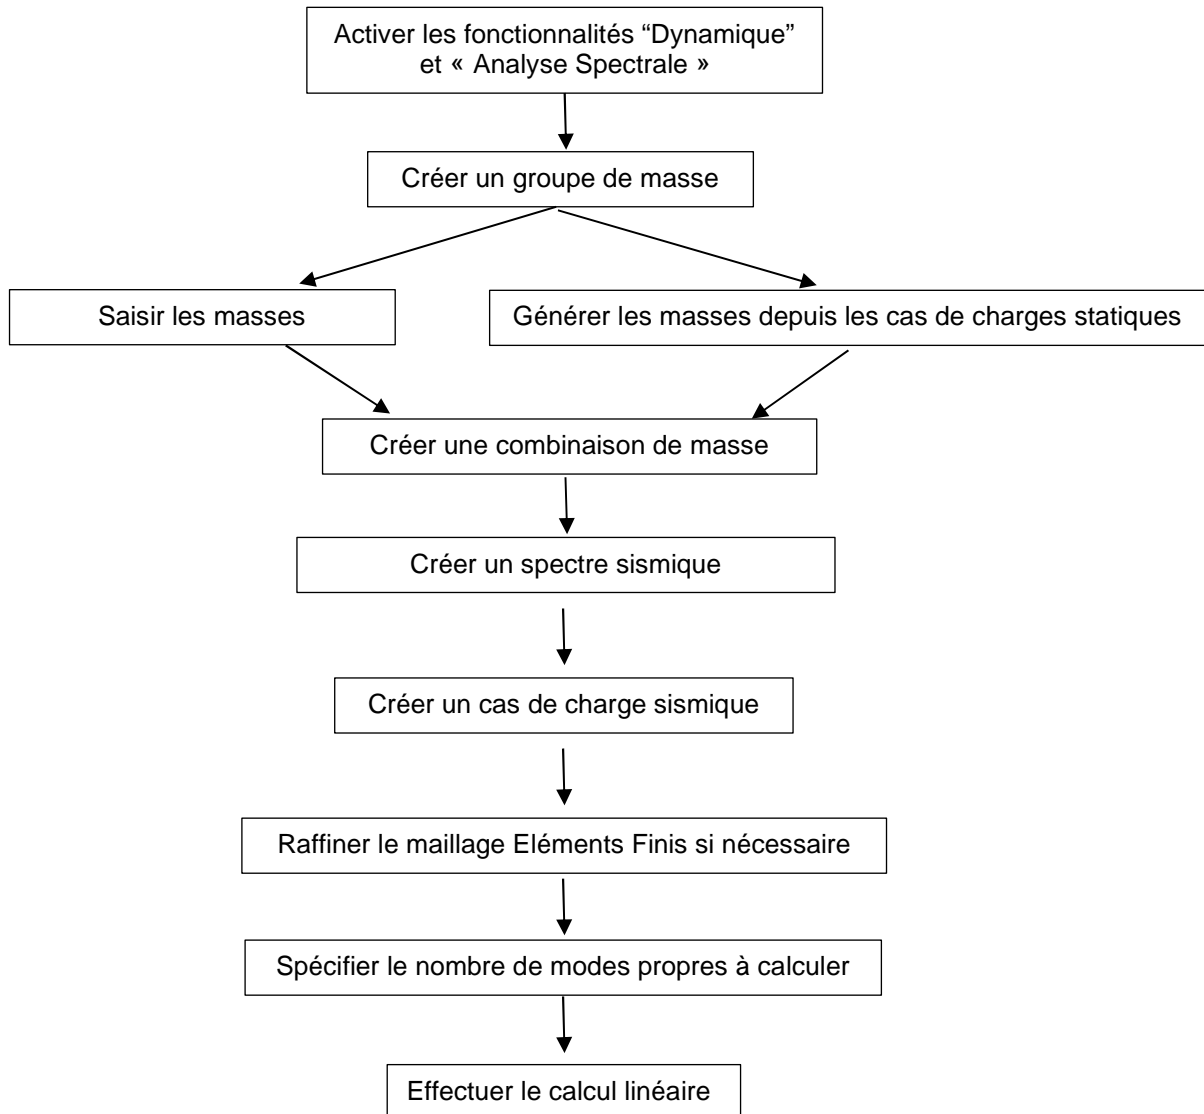 Activer les fonctionnalités “Dynamique”
et « Analyse Spectrale »
Créer un groupe de masse
Saisir les masses
Générer les masses depuis les cas de charges statiques
Créer une combinaison de masse
Créer un spectre sismique
Créer un cas de charge sismique
Raffiner le maillage Eléments Finis si nécessaire
Spécifier le nombre de modes propres à calculer
Effectuer le calcul linéaire